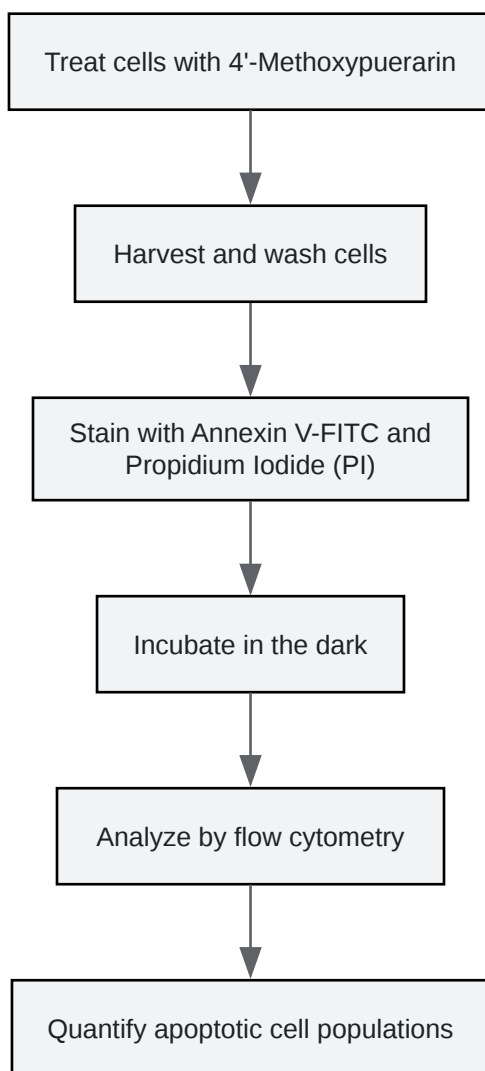 Treat cells with 4'-Methoxypuerarin
Harvest and wash cells
Stain with Annexin V-FITC and
Propidium Iodide (PI)
Incubate in the dark
Analyze by flow cytometry
Quantify apoptotic cell populations